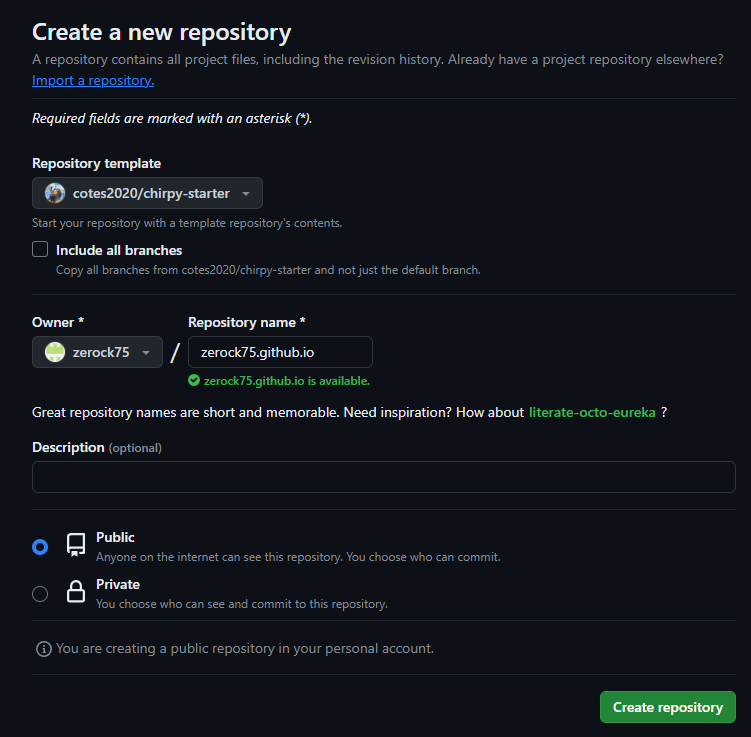 Create a new repository
A repository contains all project files, including the revision history. Already have a project repository elsewhere?
Import a repository.
Required fields are marked with an asterisk (*).
Repository template
cotes2020/chirpy-starter
Start your repository with a template repository's contents.
Include all branches
Copy all branches from cotes2020/chirpy-starter and not just the default branch.
Owner * Repository name *
zerock75 / zerock75.github.io
zerock75.github.io is available.
Great repository names are short and memorable. Need inspiration? How about literate-octo-eureka ?
Description (optional)
Public
Anyone on the internet can see this repository. You choose who can commit.
Private
You choose who can see and commit to this repository.
You are creating a public repository in your personal account.
Create repository